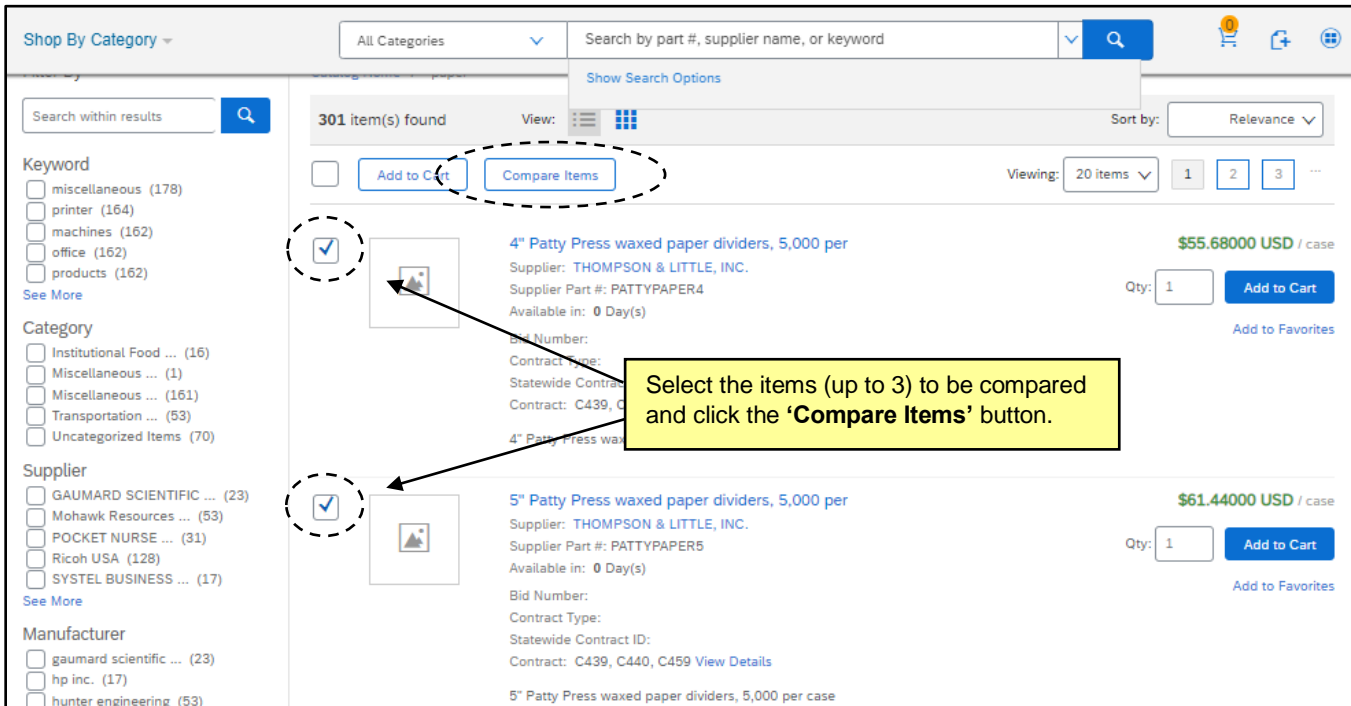 Shop By Category
All Categories
Search by part #, supplier name, or keyword
0
Show Search Options
301 item(s) found
View:
Sort by:
Relevance
Search within results
Add to Cart
Compare Items
Viewing:
20 items
1
2
3
...
Keyword
miscellaneous (178)
printer (164)
machines (162)
office (162)
products (162)
See More
Category
Institutional Food ... (16)
Miscellaneous ... (1)
Miscellaneous ... (161)
Transportation ... (53)
Uncategorized Items (70)
Supplier
GAUMARD SCIENTIFIC ... (23)
Mohawk Resources ... (53)
POCKET NURSE ... (31)
Ricoh USA (128)
SYSTEL BUSINESS ... (17)
See More
Manufacturer
gaumard scientific ... (23)
hp inc. (17)
hunter engineering (53)
4" Patty Press waxed paper dividers, 5,000 per
Supplier: THOMPSON & LITTLE, INC.
Supplier Part #: PATTYPAPER4
Available in: 0 Day(s)
Bid Number:
Contract Type:
Statewide
Contract: C439,
4" Patty Press
$55.68000 USD / case
Qty: 1
Add to Cart
Add to Favorites
Select the items (up to 3) to be compared
and click the ‘Compare Items’ button.
5" Patty Press waxed paper dividers, 5,000 per
Supplier: THOMPSON & LITTLE, INC.
Supplier Part #: PATTYPAPER5
Available in: 0 Day(s)
Bid Number:
Contract Type:
Statewide Contract ID:
Contract: C439, C440, C459 View Details
5" Patty Press waxed paper dividers, 5,000 per case
$61.44000 USD / case
Qty: 1
Add to Cart
Add to Favorites